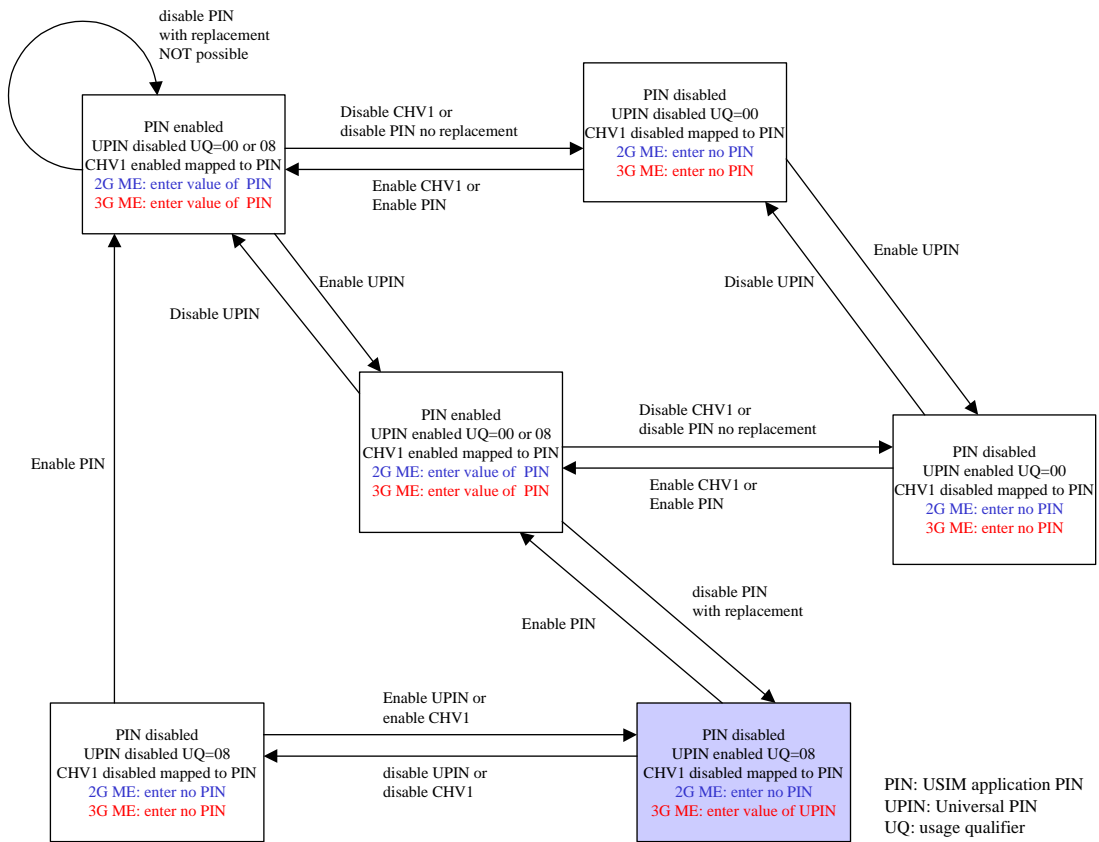 disable PIN
with replacement
NOT possible
PIN enabled
UPIN disabled UQ=00 or 08
CHV1 enabled mapped to PIN
2G ME: enter value of PIN
3G ME: enter value of PIN
Disable CHV1 or
disable PIN no replacement
Enable CHV1 or
Enable PIN
PIN disabled
UPIN disabled UQ=00
CHV1 disabled mapped to PIN
2G ME: enter no PIN
3G ME: enter no PIN
Enable UPIN
Disable UPIN
Enable UPIN
Disable UPIN
PIN enabled
UPIN enabled UQ=00 or 08
CHV1 enabled mapped to PIN
2G ME: enter value of PIN
3G ME: enter value of PIN
Disable CHV1 or
disable PIN no replacement
Enable CHV1 or
Enable PIN
PIN disabled
UPIN enabled UQ=00
CHV1 disabled mapped to PIN
2G ME: enter no PIN
3G ME: enter no PIN
Enable PIN
disable PIN
with replacement
Enable PIN
PIN disabled
UPIN disabled UQ=08
CHV1 disabled mapped to PIN
2G ME: enter no PIN
3G ME: enter no PIN
Enable UPIN or
enable CHV1
disable UPIN or
disable CHV1
PIN disabled
UPIN enabled UQ=08
CHV1 disabled mapped to PIN
2G ME: enter no PIN
3G ME: enter value of UPIN
PIN: USIM application PIN
UPIN: Universal PIN
UQ: usage qualifier